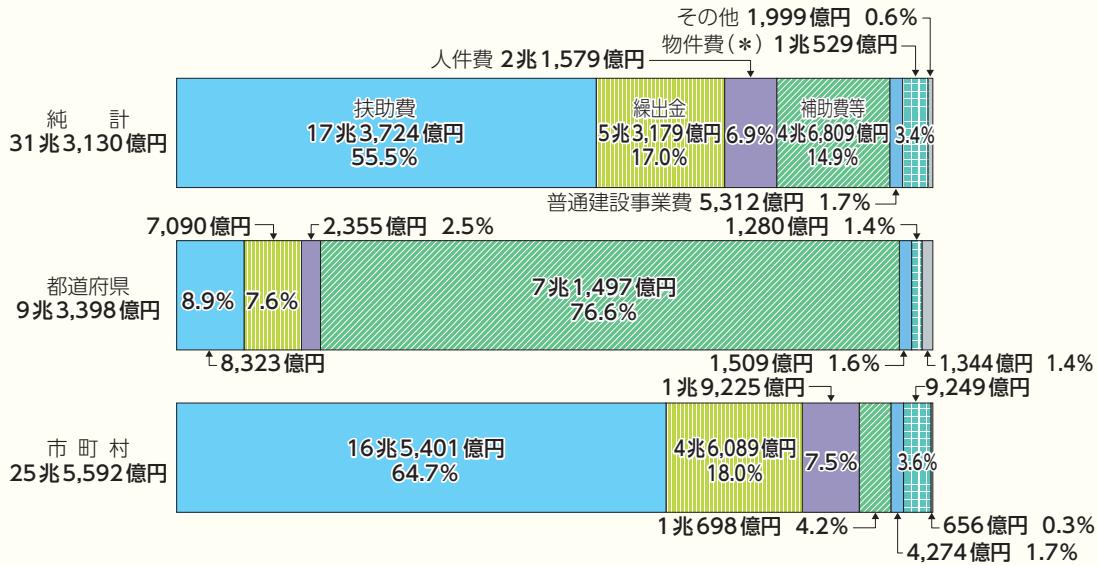 その他 1,999億円 0.6%
物件費(*) 1兆529億円
人件費 2兆1,579億円
純計
31兆3,130億円
扶助費
17兆3,724億円
55.5%
繰出金
5兆3,179億円
17.0%
6.9%
補助費等
4兆6,809億円
14.9%
3.4%
普通建設事業費 5,312億円 1.7%
7,090億円
2,355億円 2.5%
1,280億円 1.4%
都道府県
9兆3,398億円
8.9%
7.6%
7兆1,497億円
76.6%
8,323億円
1,509億円 1.6%
1,344億円 1.4%
1兆9,225億円
9,249億円
市町村
25兆5,592億円
16兆5,401億円
64.7%
4兆6,089億円
18.0%
7.5%
3.6%
1兆698億円 4.2%
656億円 0.3%
4,274億円 1.7%